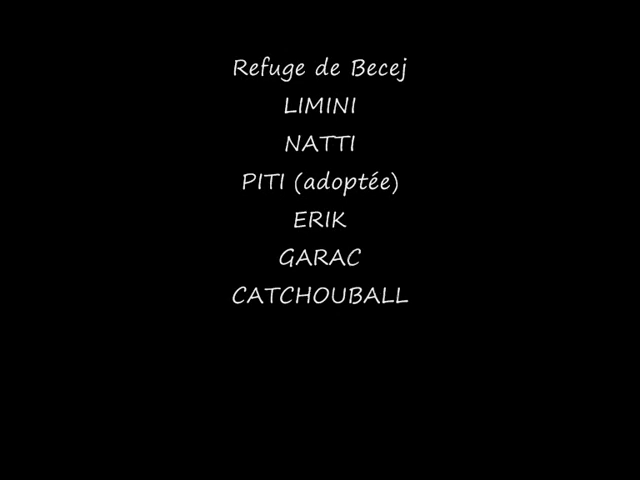 Refuge de Becej
LIMINI
NATTI
PITI (adoptée)
ERIK
GARAC
CATCHOUBALL